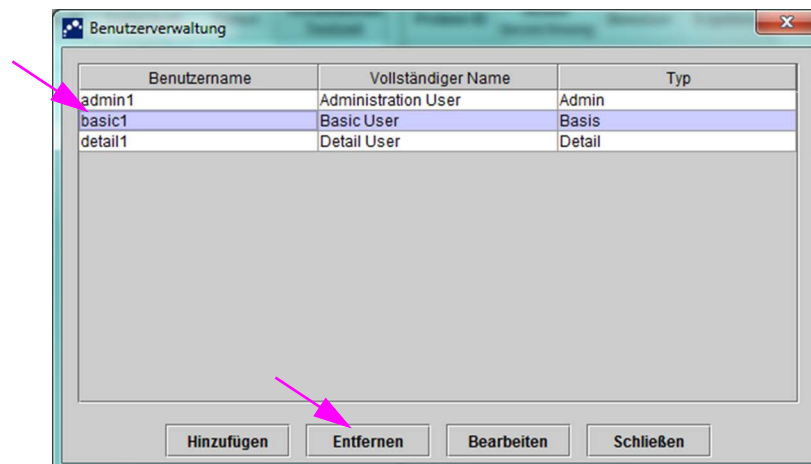 Benutzerverwaltung
Benutzername Vollständiger Name Typ
admin1 Administration User Admin
basic1 Basic User Basis
detail1 Detail User Detail
Hinzufügen Entfernen Bearbeiten Schließen